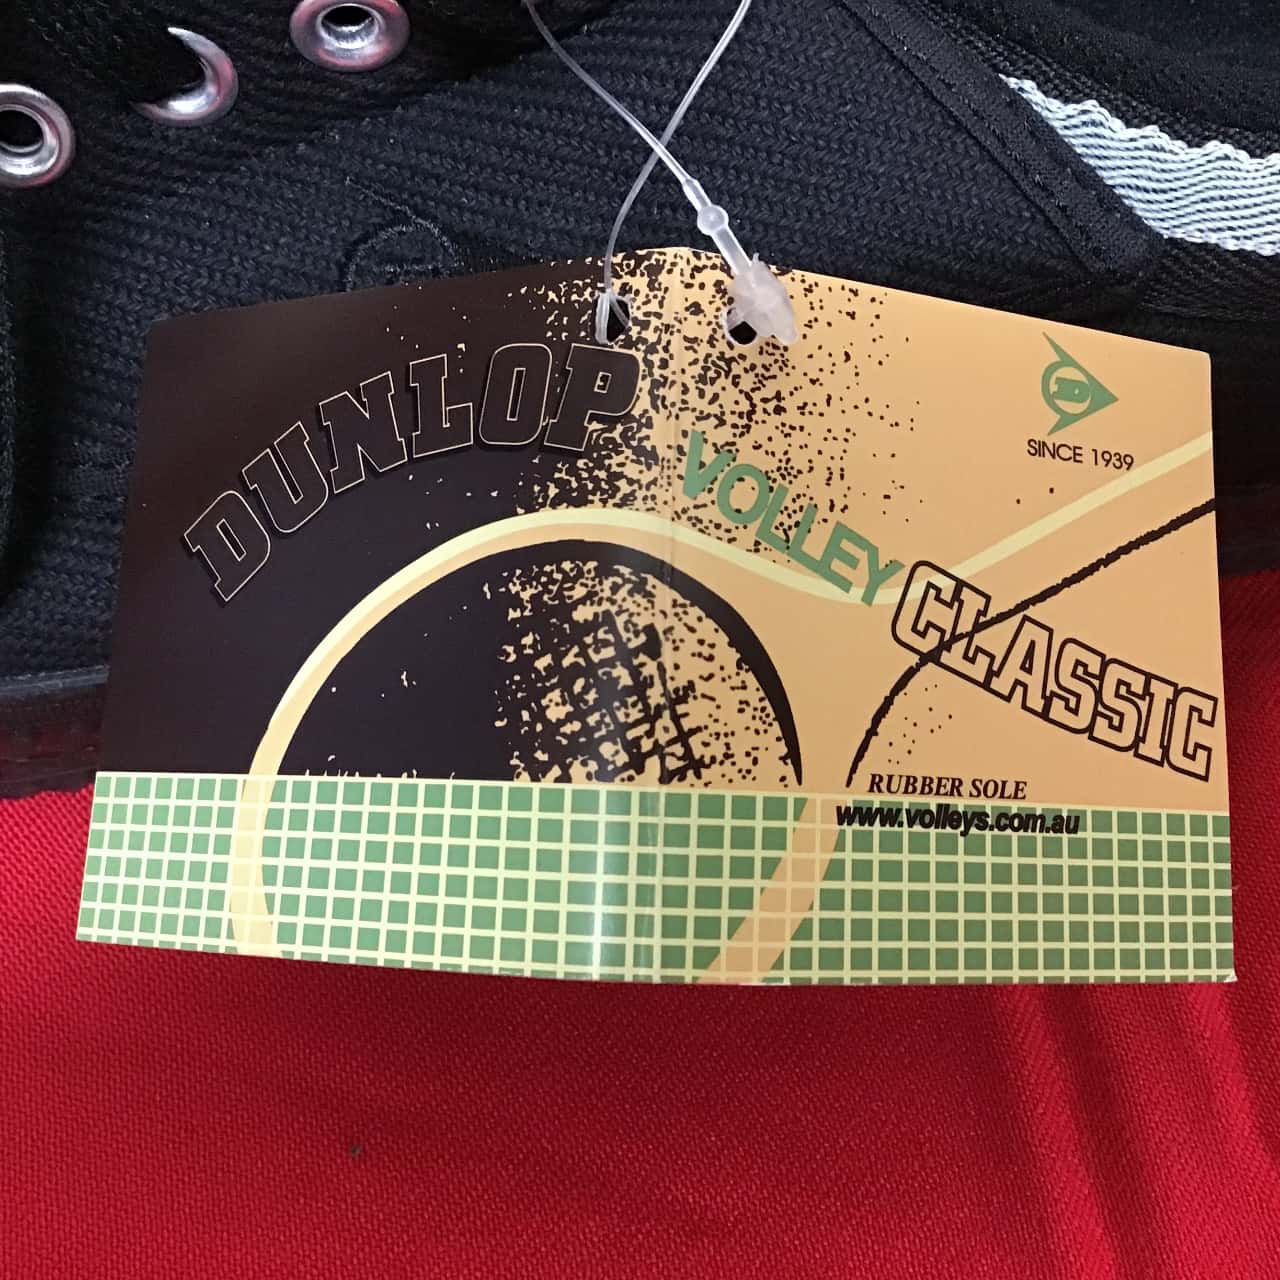 DUNLOP
VOLLEY
CLASSIC
D
SINCE 1939
RUBBER SOLE
www.volleys.com.au